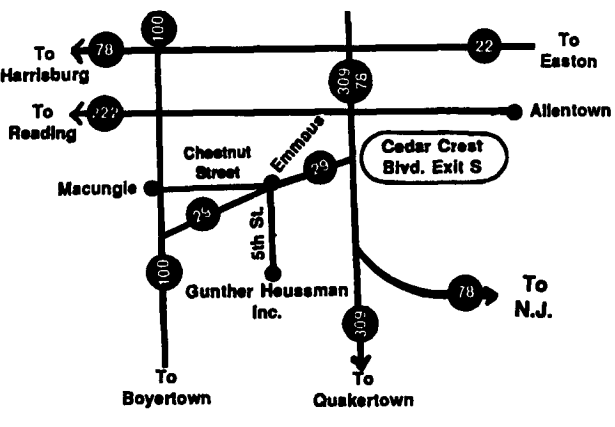 100
To
Harrisburg
78
309
78
22
To
Easton
To
Reading
222
Allentown
Chestnut
Street
Emmaus
29
Cedar Crest
Blvd. Exit S
Macungie
29
5th St.
100
Gunther Heussman
Inc.
78
To
N.J.
309
To
Boyertown
To
Quakertown